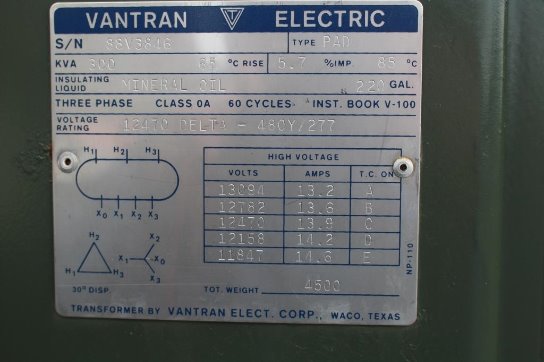 VANTRAN T ELECTRIC
S/N 88V3846 TYPE PAD
KVA 300 65 °C RISE 5.7 %IMP. 85 °C
INSULATING LIQUID MINERAL OIL 220 GAL.
THREE PHASE CLASS OA 60 CYCLES INST. BOOK V-100
VOLTAGE RATING 12470 DELTA - 480Y/277
H1 H2 H3
X0 X1 X2 X3
H2
H1 H3
X2
X1 X0
X3
30° DISP.
HIGH VOLTAGE
VOLTS AMPS T.C. ON
13094 13.2 A
12782 13.6 B
12470 13.9 C
12158 14.2 D
11847 14.6 E
NP-110
TOT. WEIGHT 4500
TRANSFORMER BY VANTRAN ELECT. CORP., WACO, TEXAS